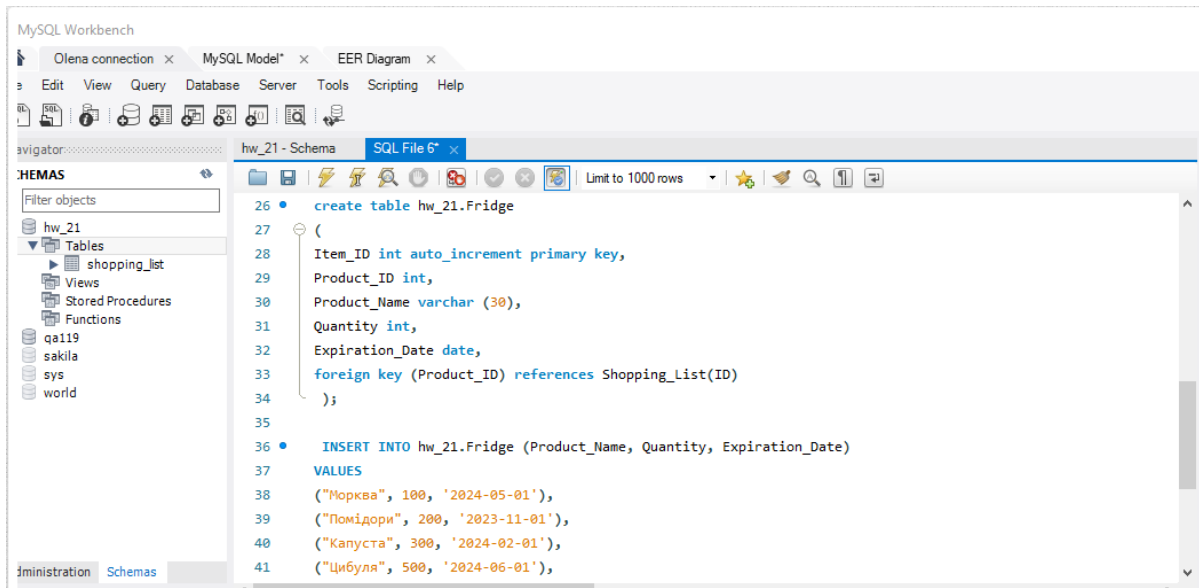 MySQL Workbench
Olena connection × MySQL Model* × EER Diagram ×
Edit View Query Database Server Tools Scripting Help
avigator
hw_21 - Schema SQL File 6* ×
CHEMAS
Limit to 1000 rows
Filter objects
hw_21
Tables
shopping_list
Views
Stored Procedures
Functions
qa119
sakila
sys
world
26 create table hw_21.Fridge
27 (
28 Item_ID int auto_increment primary key,
29 Product_ID int,
30 Product_Name varchar (30),
31 Quantity int,
32 Expiration_Date date,
33 foreign key (Product_ID) references Shopping_List(ID)
34 );
35
36 INSERT INTO hw_21.Fridge (Product_Name, Quantity, Expiration_Date)
37 VALUES
38 ("Морква", 100, '2024-05-01'),
39 ("Помідори", 200, '2023-11-01'),
40 ("Капуста", 300, '2024-02-01'),
41 ("Цибуля", 500, '2024-06-01'),
dministration Schemas